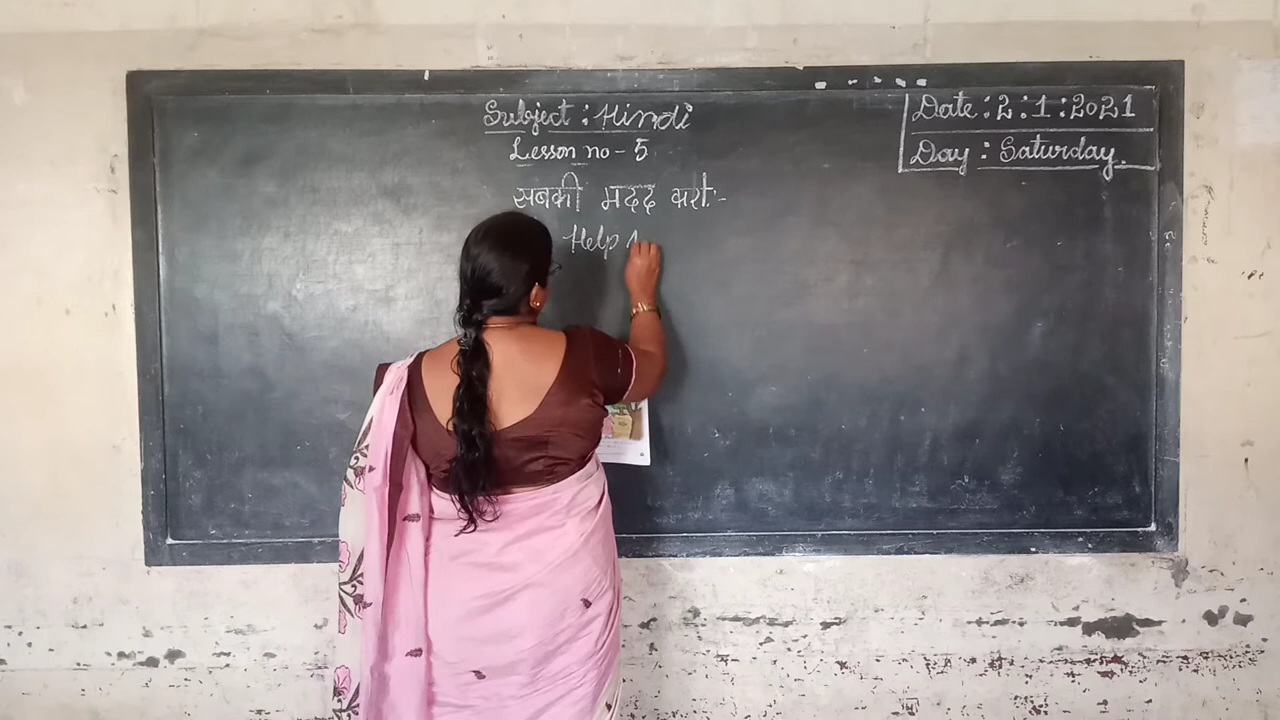 Subject : Hindi
Lesson no - 5
सबकी मदद करो:-
Help
Date : 2 : 1 : 2021
Day : Saturday.